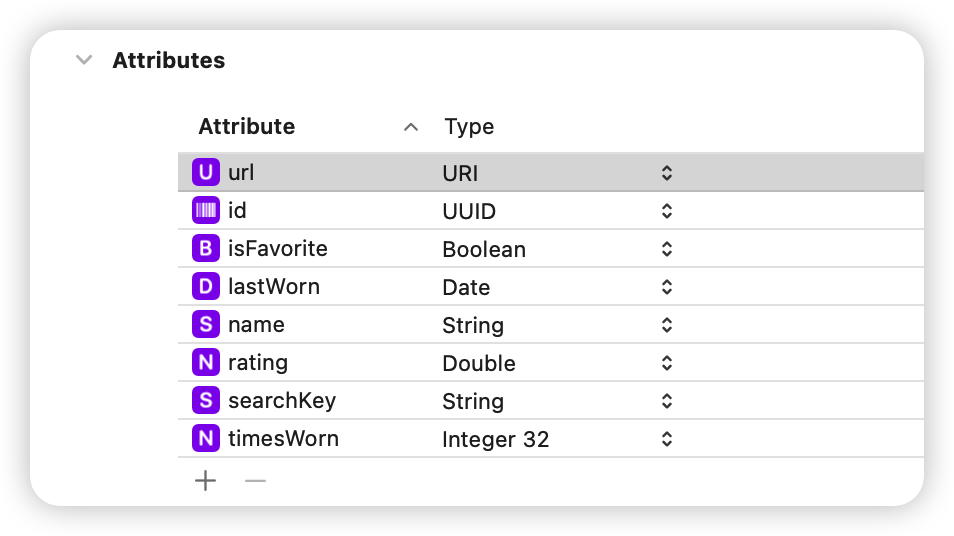 Attributes
Attribute Type
U url URI
id UUID
B isFavorite Boolean
D lastWorn Date
S name String
N rating Double
S searchKey String
N timesWorn Integer 32